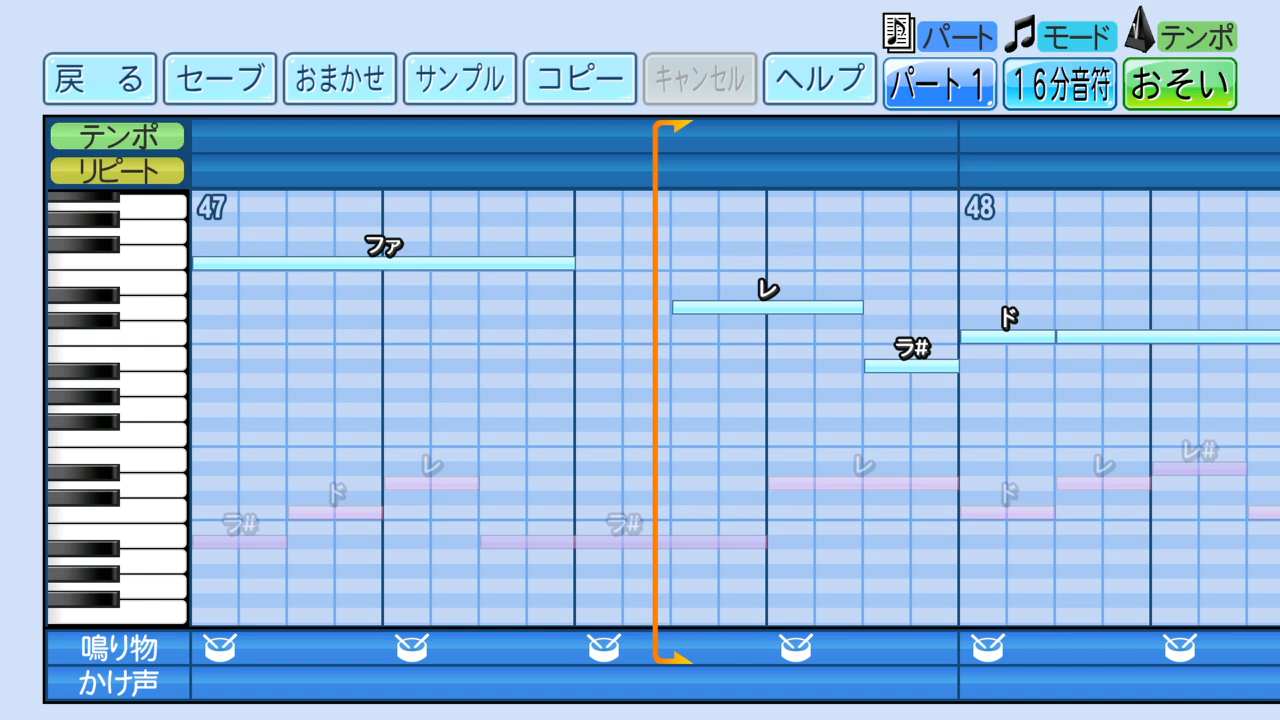 パート モード テンポ
戻 る セーブ おまかせ サンプル コピー キャンセル ヘルプ パート1 16分音符 おそい
テンポ
リピート
47 48
ファ
レ
ド
ラ#
レ# 
レ レ レ
ド ド
ラ# ラ#
鳴り物
かけ声